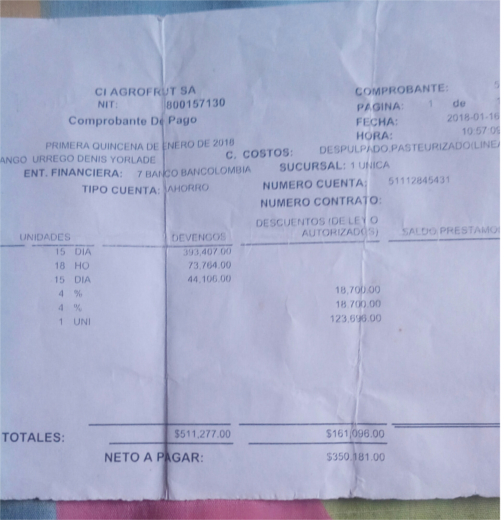 CI AGROFRUT SA
NIT: 800157130
Comprobante De Pago
COMPROBANTE: 5
PAGINA: 1 de
FECHA: 2018-01-16
HORA: 10:57:09
PRIMERA QUINCENA DE ENERO DE 2018
C. COSTOS: DESPULPADO,PASTEURIZADO(LINEA
ANGO URREGO DENIS YORLADE
ENT. FINANCIERA: 7 BANCO BANCOLOMBIA
SUCURSAL: 1 UNICA
TIPO CUENTA: AHORRO
NUMERO CUENTA: 51112845431
NUMERO CONTRATO:
UNIDADES DEVENGOS DESCUENTOS (DE LEY O AUTORIZADOS) SALDO PRESTAMO
15 DIA 393,407.00
18 HO 73,764.00
15 DIA 44,106.00
4 % 18,700.00
4 % 18,700.00
1 UNI 123,696.00
TOTALES: $511,277.00 $161,096.00
NETO A PAGAR: $350,181.00